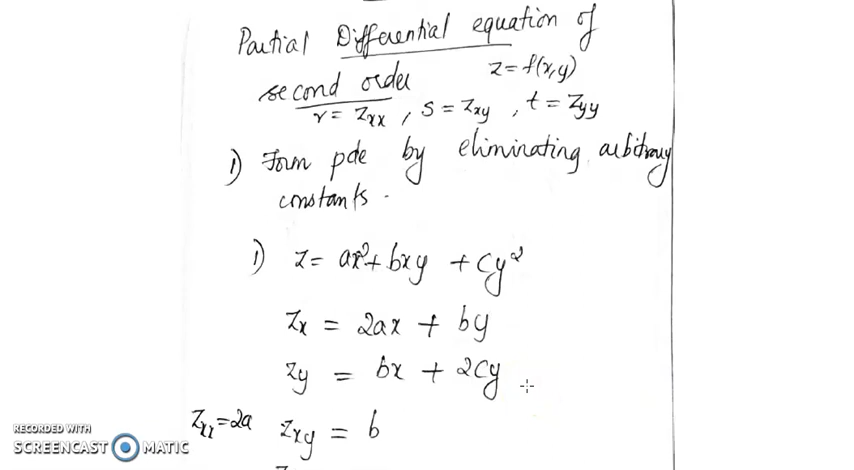 Partial Differential equation of
second order z = f(x,y)
r = Zxx , S = Zxy , t = Zyy
1) Form pde by eliminating arbitrary
constants.
1) z = ax² + bxy + cy²
Zx = 2ax + by
Zy = bx + 2cy
Zxx = 2a Zxy = b
RECORDED WITH
SCREENCAST MATIC